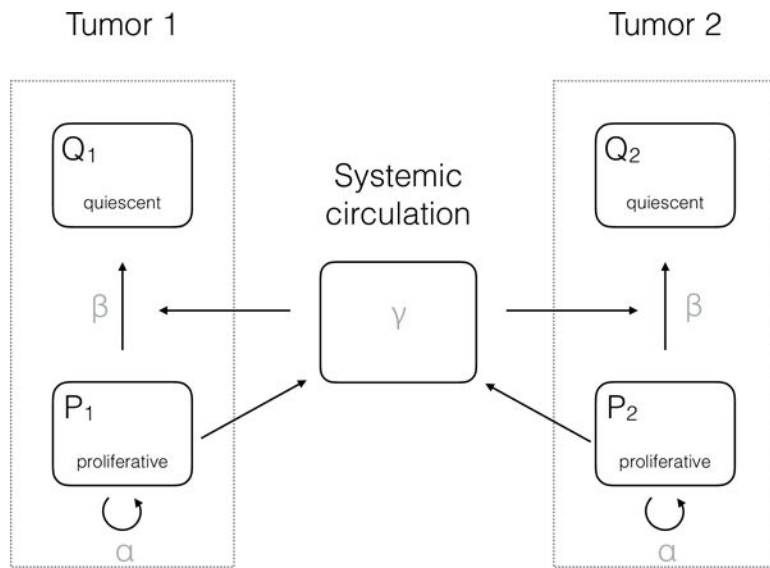 Tumor 1
Tumor 2
Q₁
quiescent
Q₂
quiescent
Systemic
circulation
β
γ
β
P₁
proliferative
P₂
proliferative
α
α